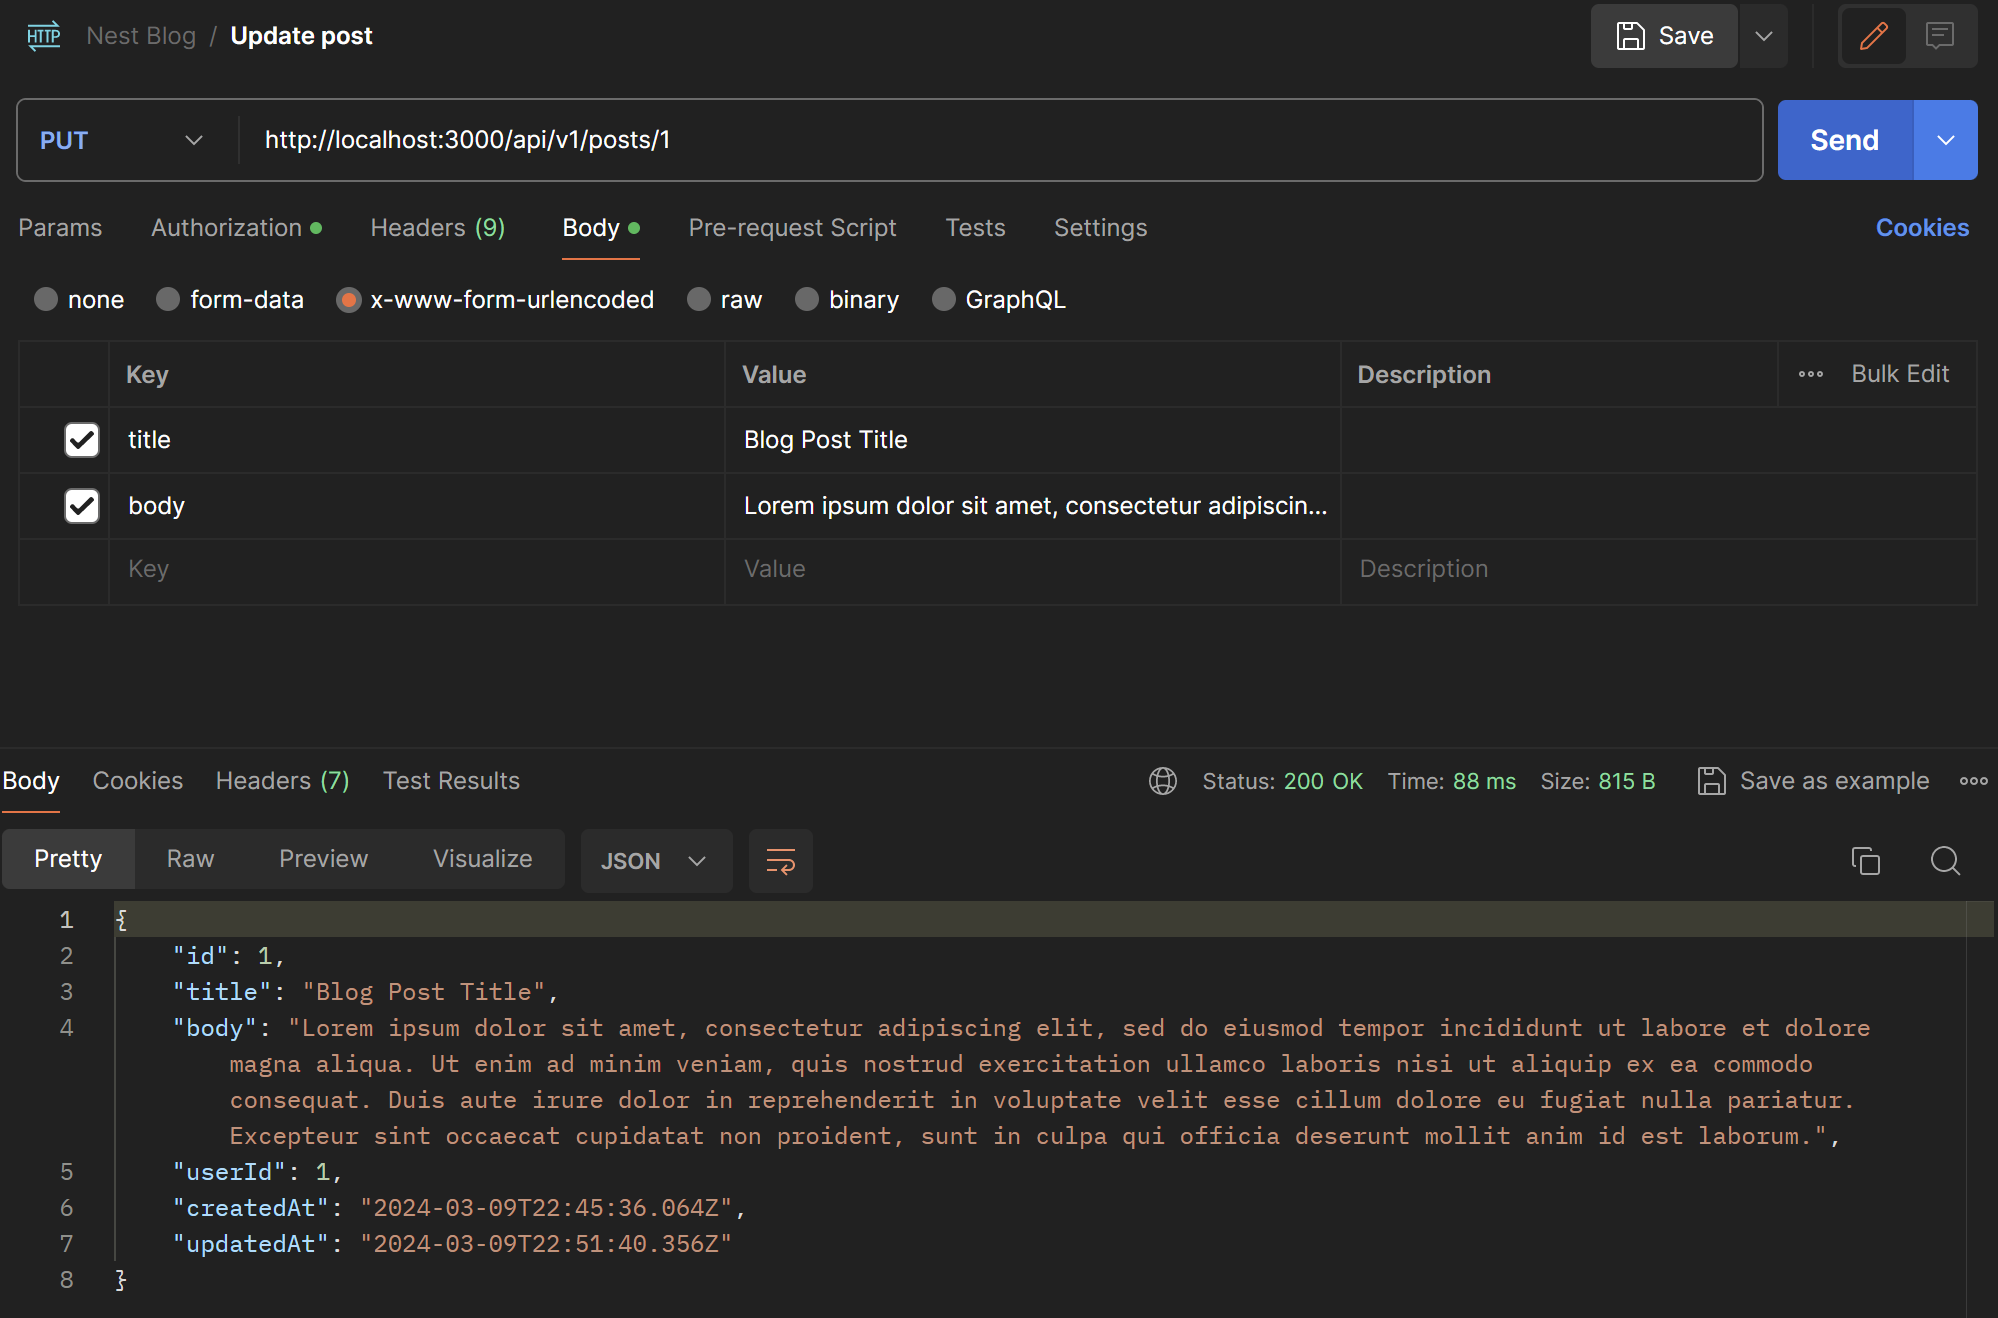 HTTP Nest Blog / Update post Save
PUT http://localhost:3000/api/v1/posts/1 Send
Params Authorization Headers (9) Body Pre-request Script Tests Settings Cookies
none form-data x-www-form-urlencoded raw binary GraphQL
Key Value Description Bulk Edit
title Blog Post Title
body Lorem ipsum dolor sit amet, consectetur adipiscin...
Key Value Description
Body Cookies Headers (7) Test Results Status: 200 OK Time: 88 ms Size: 815 B Save as example
Pretty Raw Preview Visualize JSON
1 {
2 "id": 1,
3 "title": "Blog Post Title",
4 "body": "Lorem ipsum dolor sit amet, consectetur adipiscing elit, sed do eiusmod tempor incididunt ut labore et dolore
magna aliqua. Ut enim ad minim veniam, quis nostrud exercitation ullamco laboris nisi ut aliquip ex ea commodo
consequat. Duis aute irure dolor in reprehenderit in voluptate velit esse cillum dolore eu fugiat nulla pariatur.
Excepteur sint occaecat cupidatat non proident, sunt in culpa qui officia deserunt mollit anim id est laborum.",
5 "userId": 1,
6 "createdAt": "2024-03-09T22:45:36.064Z",
7 "updatedAt": "2024-03-09T22:51:40.356Z"
8 }